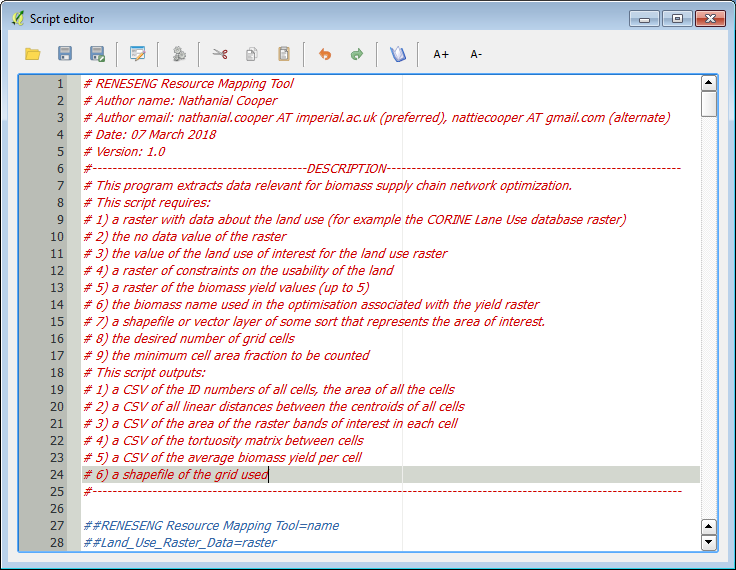 Script editor
A+ A-
1 # RENESENG Resource Mapping Tool
2 # Author name: Nathanial Cooper
3 # Author email: nathanial.cooper AT imperial.ac.uk (preferred), nattiecooper AT gmail.com (alternate)
4 # Date: 07 March 2018
5 # Version: 1.0
6 #-------------------------------------------DESCRIPTION-----------------------------------------------------------
7 # This program extracts data relevant for biomass supply chain network optimization.
8 # This script requires:
9 # 1) a raster with data about the land use (for example the CORINE Lane Use database raster)
10 # 2) the no data value of the raster
11 # 3) the value of the land use of interest for the land use raster
12 # 4) a raster of constraints on the usability of the land
13 # 5) a raster of the biomass yield values (up to 5)
14 # 6) the biomass name used in the optimisation associated with the yield raster
15 # 7) a shapefile or vector layer of some sort that represents the area of interest.
16 # 8) the desired number of grid cells
17 # 9) the minimum cell area fraction to be counted
18 # This script outputs:
19 # 1) a CSV of the ID numbers of all cells, the area of all the cells
20 # 2) a CSV of all linear distances between the centroids of all cells
21 # 3) a CSV of the area of the raster bands of interest in each cell
22 # 4) a CSV of the tortuosity matrix between cells
23 # 5) a CSV of the average biomass yield per cell
24 # 6) a shapefile of the grid used
25 #----------------------------------------------------------------------------------------------------------------------
26
27 ##RENESENG Resource Mapping Tool=name
28 ##Land_Use_Raster_Data=raster